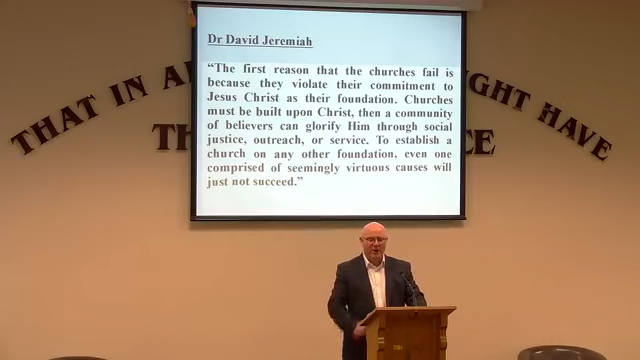 Dr David Jeremiah
“The first reason that the churches fail is
because they violate their commitment to
Jesus Christ as their foundation. Churches
must be built upon Christ, then a community
of believers can glorify Him through social
justice, outreach, or service. To establish a
church on any other foundation, even one
comprised of seemingly virtuous causes will
just not succeed.”
THAT IN A
GHT HAVE
TH
CE